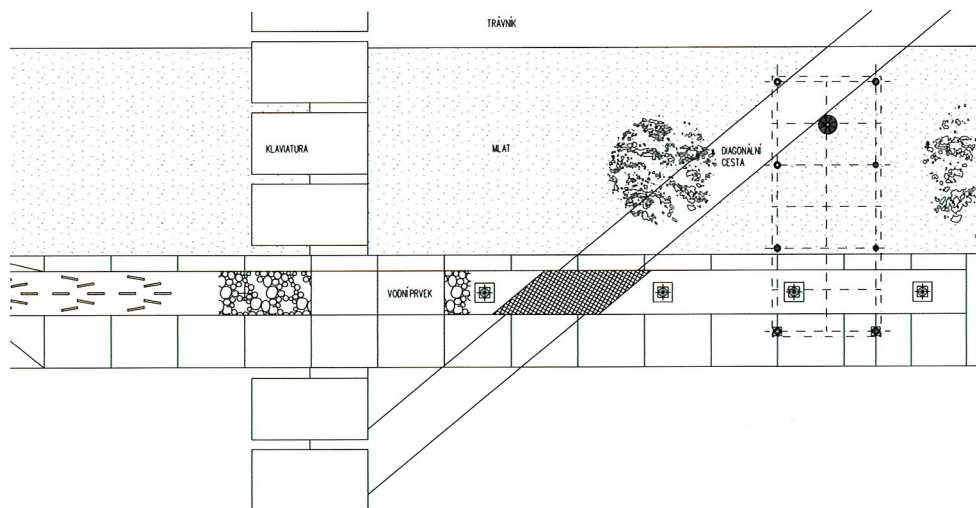 TRÁVNÍK
KLAVIATURA
MLAT
DIAGONÁLNÍ
CESTA
VODNÍ PRVEK